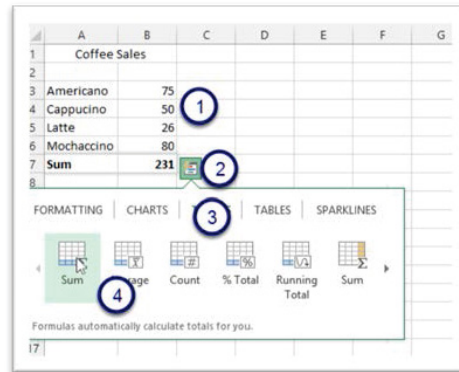 A B C D E F G
1 Coffee Sales
2
3 Americano 75
4 Cappucino 50
5 Latte 26
6 Mochaccino 80
7 Sum 231
8
1
2
FORMATTING CHARTS TABLES SPARKLINES
3
Sum Count % Total Running Total Sum
4
Formulas automatically calculate totals for you.
17